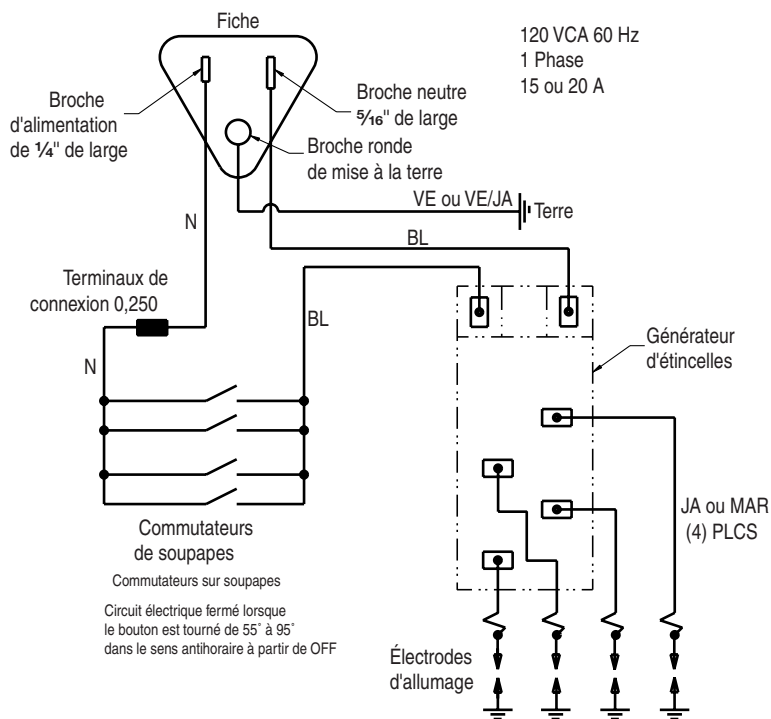 Fiche
120 VCA 60 Hz
1 Phase
15 ou 20 A
Broche
d'alimentation
de 1⁄4" de large
Broche neutre
5⁄16" de large
Broche ronde
de mise à la terre
VE ou VE/JA
Terre
N
BL
Terminaux de
connexion 0,250
BL
N
Générateur
d'étincelles
JA ou MAR
(4) PLCS
Commutateurs
de soupapes
Commutateurs sur soupapes
Circuit électrique fermé lorsque
le bouton est tourné de 55˚ à 95˚
dans le sens antihoraire à partir de OFF
Électrodes
d'allumage